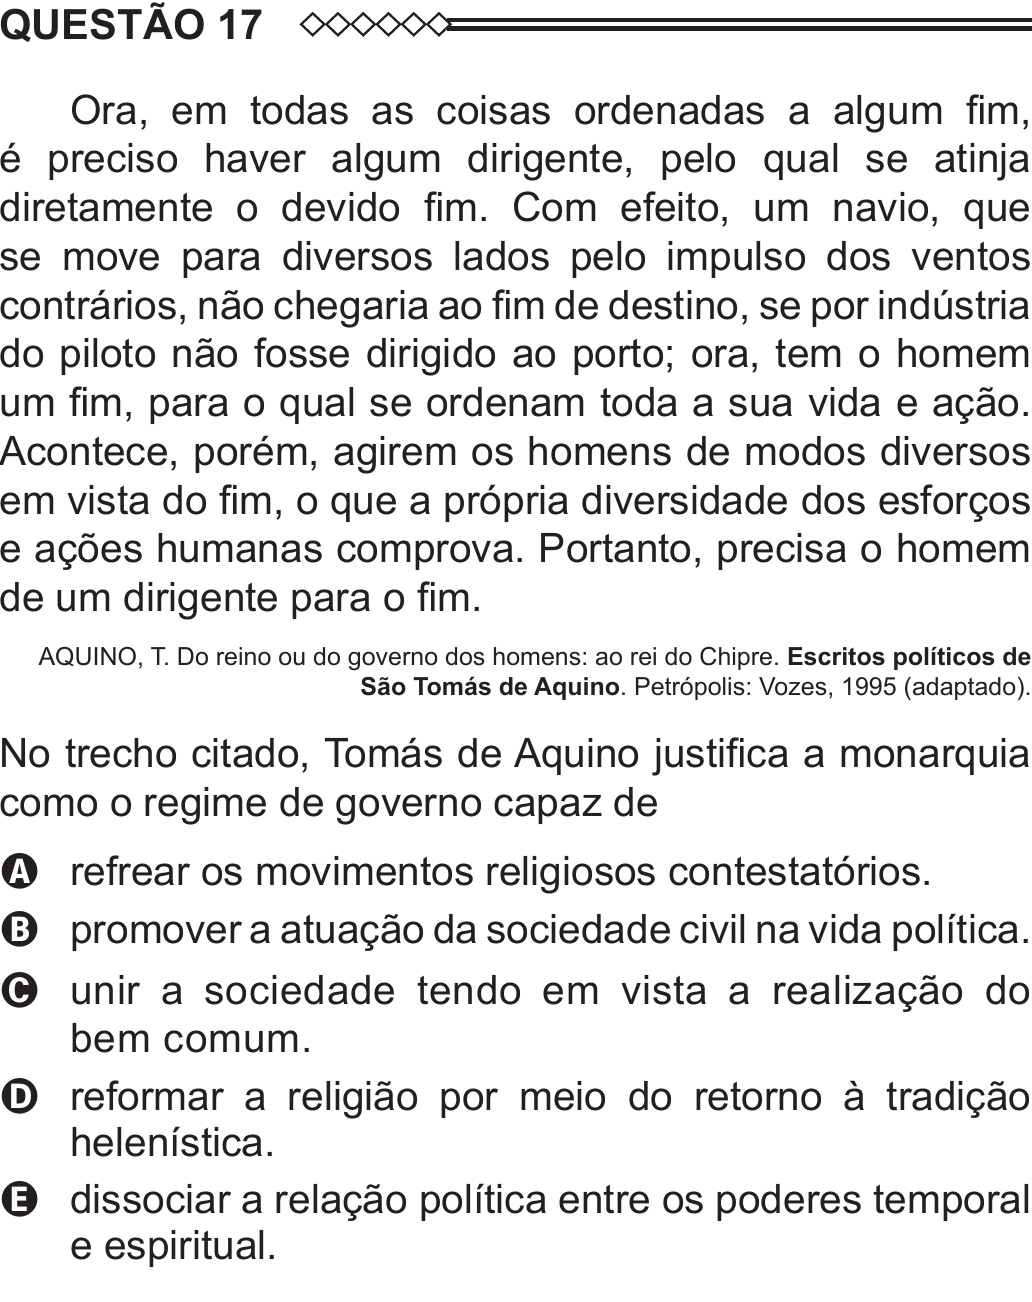 QUESTÃO 17
Ora, em todas as coisas ordenadas a algum fim,
é preciso haver algum dirigente, pelo qual se atinja
diretamente o devido fim. Com efeito, um navio, que
se move para diversos lados pelo impulso dos ventos
contrários, não chegaria ao fim de destino, se por indústria
do piloto não fosse dirigido ao porto; ora, tem o homem
um fim, para o qual se ordenam toda a sua vida e ação.
Acontece, porém, agirem os homens de modos diversos
em vista do fim, o que a própria diversidade dos esforços
e ações humanas comprova. Portanto, precisa o homem
de um dirigente para o fim.
AQUINO, T. Do reino ou do governo dos homens: ao rei do Chipre. Escritos políticos de
São Tomás de Aquino. Petrópolis: Vozes, 1995 (adaptado).
No trecho citado, Tomás de Aquino justifica a monarquia
como o regime de governo capaz de
A refrear os movimentos religiosos contestatórios.
B promover a atuação da sociedade civil na vida política.
C unir a sociedade tendo em vista a realização do
bem comum.
D reformar a religião por meio do retorno à tradição
helenística.
E dissociar a relação política entre os poderes temporal
e espiritual.